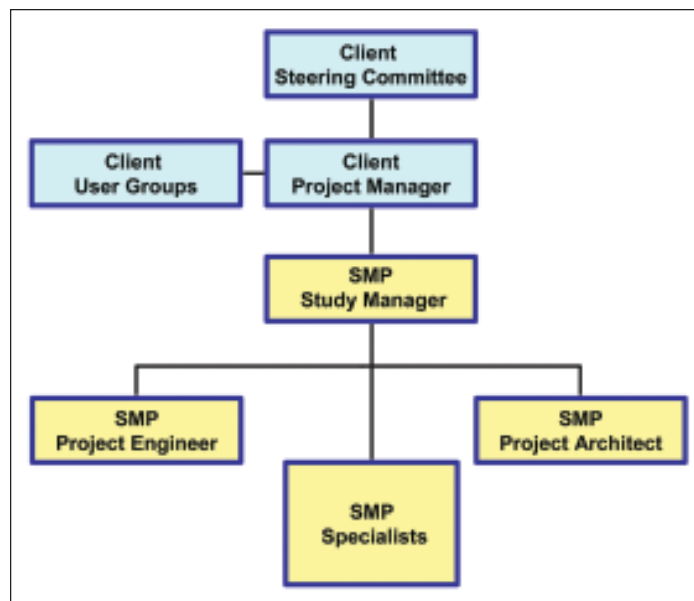 Client
Steering Committee
Client
User Groups
Client
Project Manager
SMP
Study Manager
SMP
Project Engineer
SMP
Specialists
SMP
Project Architect